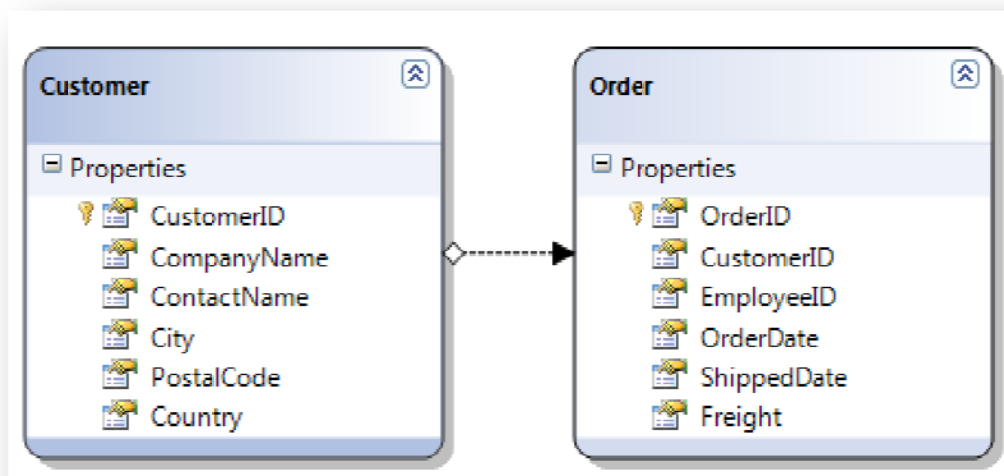 Customer
Properties
CustomerID
CompanyName
ContactName
City
PostalCode
Country
Order
Properties
OrderID
CustomerID
EmployeeID
OrderDate
ShippedDate
Freight